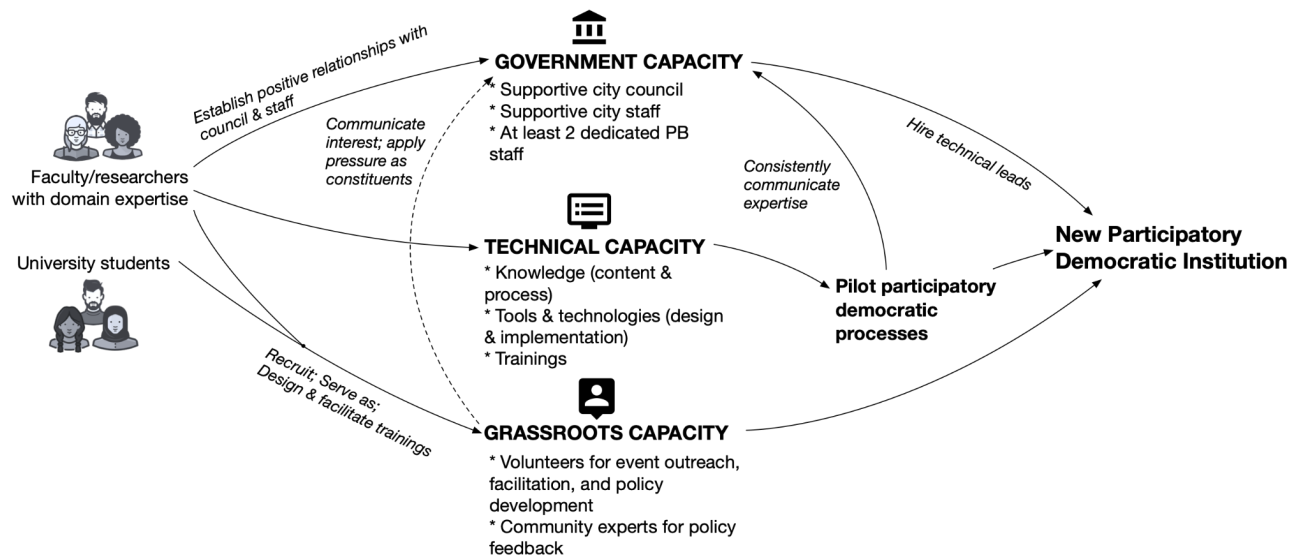 Faculty/researchers
with domain expertise
University students
Establish positive relationships with
council & staff
Communicate
interest; apply
pressure as
constituents
Recruit; Serve as;
Design & facilitate trainings
GOVERNMENT CAPACITY
* Supportive city council
* Supportive city staff
* At least 2 dedicated PB
staff
TECHNICAL CAPACITY
* Knowledge (content &
process)
* Tools & technologies (design
& implementation)
* Trainings
GRASSROOTS CAPACITY
* Volunteers for event outreach,
facilitation, and policy
development
* Community experts for policy
feedback
Consistently
communicate
expertise
Hire technical leads
Pilot participatory
democratic
processes
New Participatory
Democratic Institution